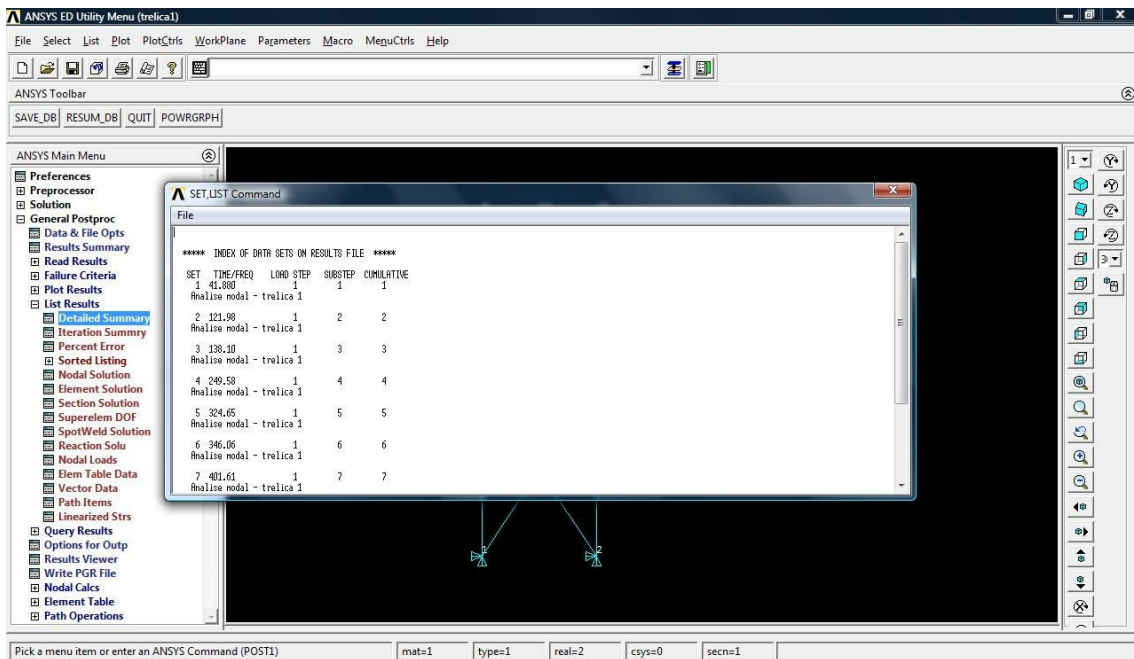 ANSYS ED Utility Menu (trelica1)
File Select List Plot PlotCtrls WorkPlane Parameters Macro MenuCtrls Help
ANSYS Toolbar
SAVE_DB RESUM_DB QUIT POWRGRPH
ANSYS Main Menu
Preferences
Preprocessor
Solution
General Postproc
Data & File Opts
Results Summary
Read Results
Failure Criteria
Plot Results
List Results
Detailed Summary
Iteration Summry
Percent Error
Sorted Listing
Nodal Solution
Element Solution
Section Solution
Superelem DOF
SpotWeld Solution
Reaction Solu
Nodal Loads
Elem Table Data
Vector Data
Path Items
Linearized Strs
Query Results
Options for Outp
Results Viewer
Write PGR File
Nodal Calcs
Element Table
Path Operations
SET,LIST Command
File
***** INDEX OF DATA SETS ON RESULTS FILE *****
SET TIME/FREQ LOAD STEP SUBSTEP CUMULATIVE
1 41.880 1 1 1
Analise modal - trelica 1
2 121.98 1 2 2
Analise modal - trelica 1
3 138.10 1 3 3
Analise modal - trelica 1
4 249.58 1 4 4
Analise modal - trelica 1
5 324.65 1 5 5
Analise modal - trelica 1
6 346.06 1 6 6
Analise modal - trelica 1
7 401.61 1 7 7
Analise modal - trelica 1
1 2
1
3
Pick a menu item or enter an ANSYS Command (POST1) mat=1 type=1 real=2 csys=0 secn=1